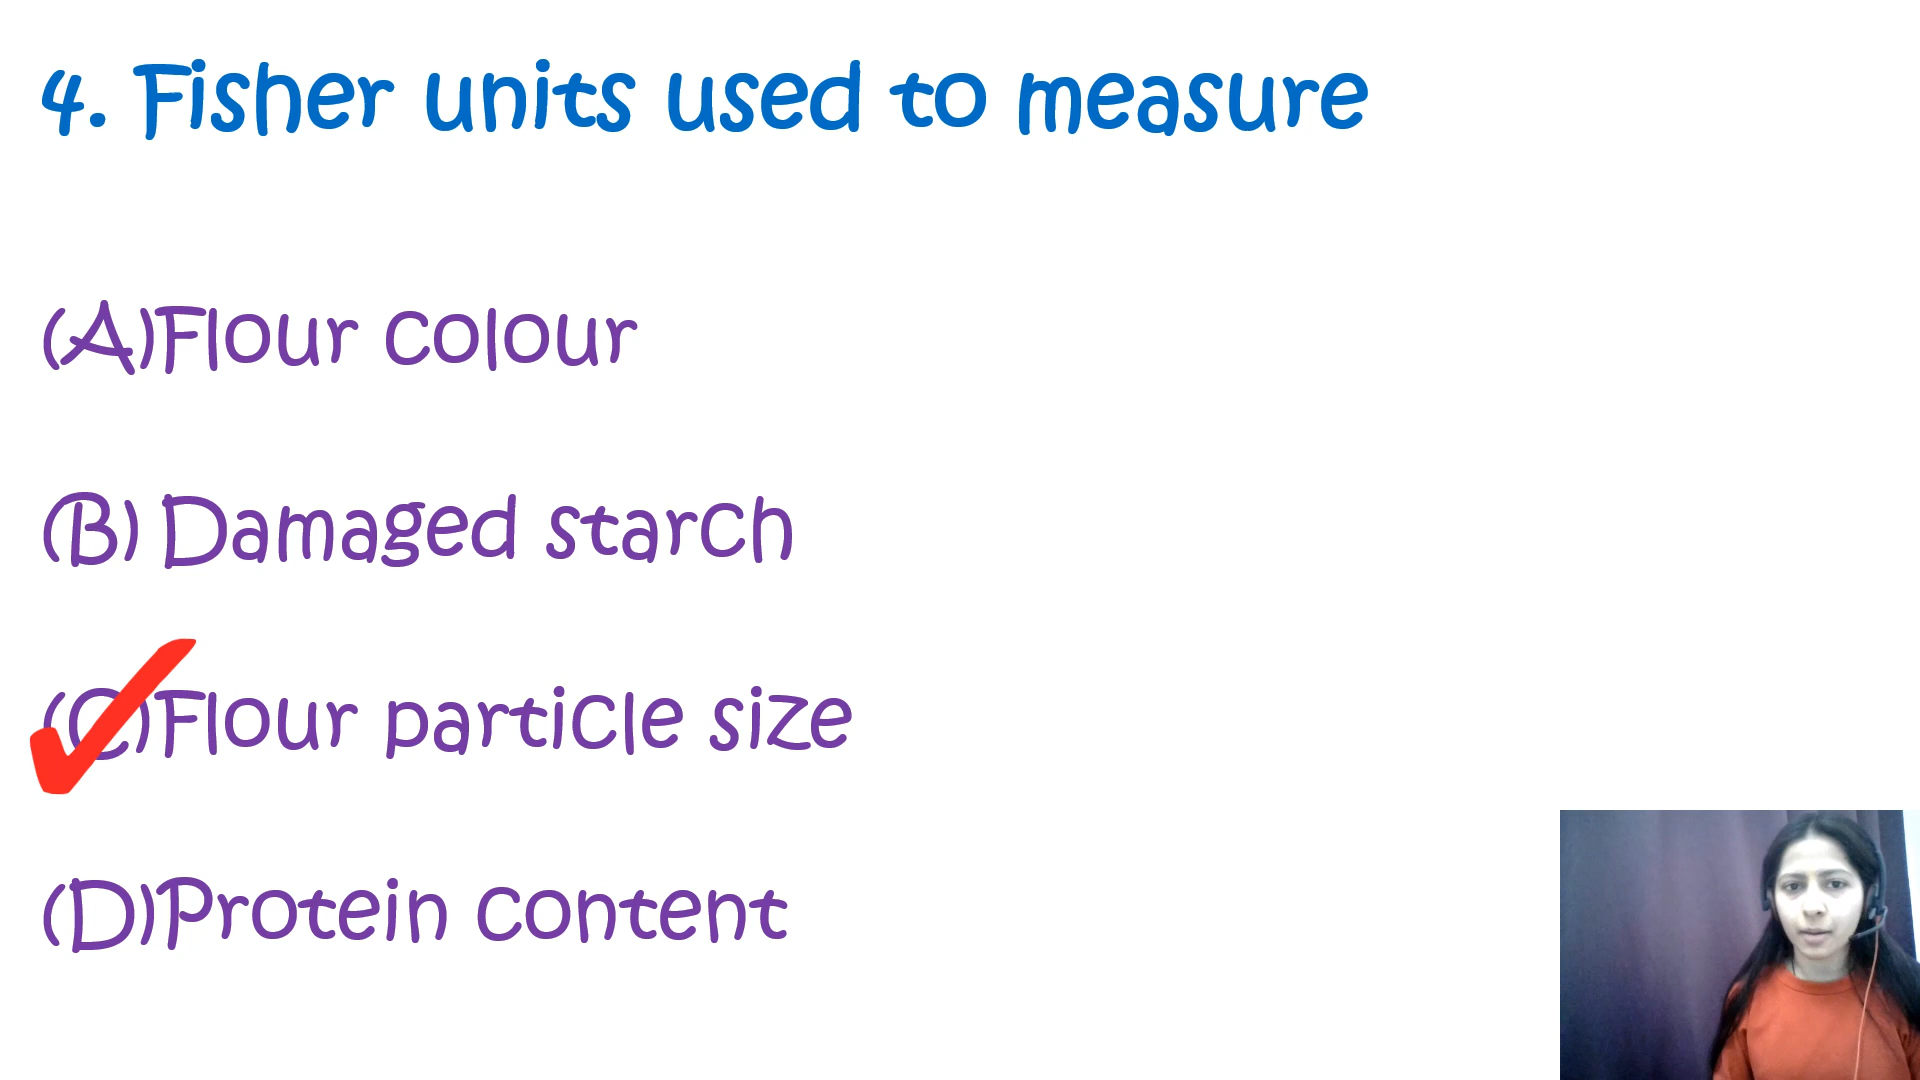 4. Fisher units used to measure
(A)Flour colour
(B) Damaged starch
(C)Flour particle size
(D)Protein content